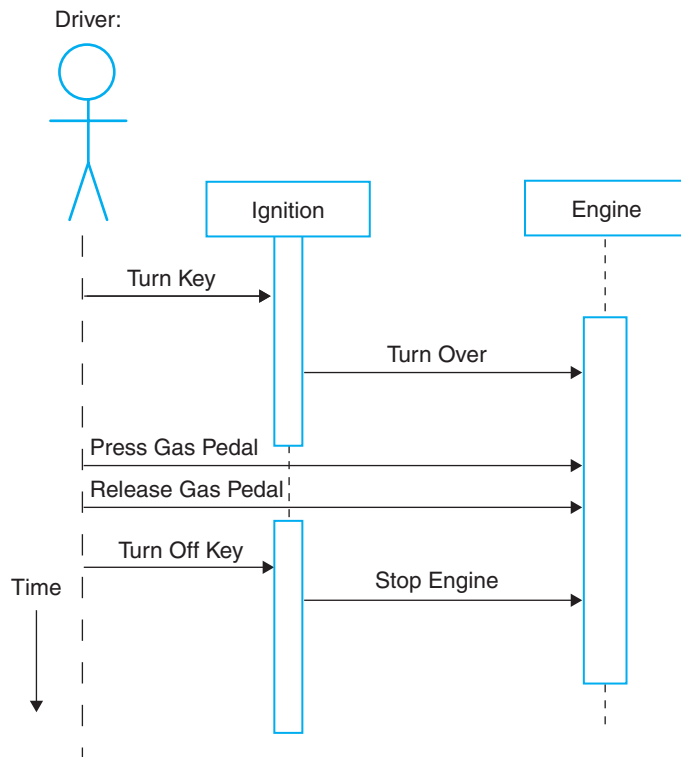 Driver:
Ignition
Engine
Turn Key
Turn Over
Press Gas Pedal
Release Gas Pedal
Turn Off Key
Stop Engine
Time